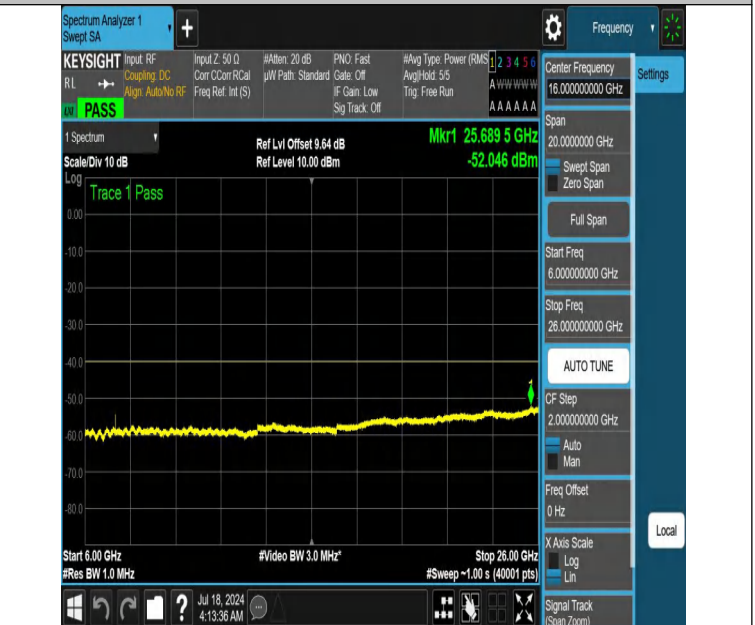 Spectrum Analyzer 1
Swept SA
Frequency
KEYSIGHT
RL
PASS
Input: RF
Coupling: DC
Align: Auto/No RF
Input Z: 50 Ω
Corr CCorr RCal
Freq Ref: Int (S)
#Atten: 20 dB
µW Path: Standard
PNO: Fast
Gate: Off
IF Gain: Low
Sig Track: Off
#Avg Type: Power (RMS
Avg|Hold: 5/5
Trig: Free Run
1 2 3 4 5 6
A W W W W W
A A A A A A
1 Spectrum
Scale/Div 10 dB
Ref Lvl Offset 9.64 dB
Ref Level 10.00 dBm
Mkr1 25.689 5 GHz
-52.046 dBm
Log
Trace 1 Pass
0.00
-10.0
-20.0
-30.0
-40.0
-50.0
-60.0
-70.0
-80.0
1
Start 6.00 GHz
#Res BW 1.0 MHz
#Video BW 3.0 MHz*
Stop 26.00 GHz
#Sweep ~1.00 s (40001 pts)
?
Jul 18, 2024
4:13:36 AM
Center Frequency
16.000000000 GHz
Span
20.0000000 GHz
Swept Span
Zero Span
Full Span
Start Freq
6.000000000 GHz
Stop Freq
26.000000000 GHz
AUTO TUNE
CF Step
2.000000000 GHz
Auto
Man
Freq Offset
0 Hz
X Axis Scale
Log
Lin
Signal Track
(Span Zoom)
Settings
Local